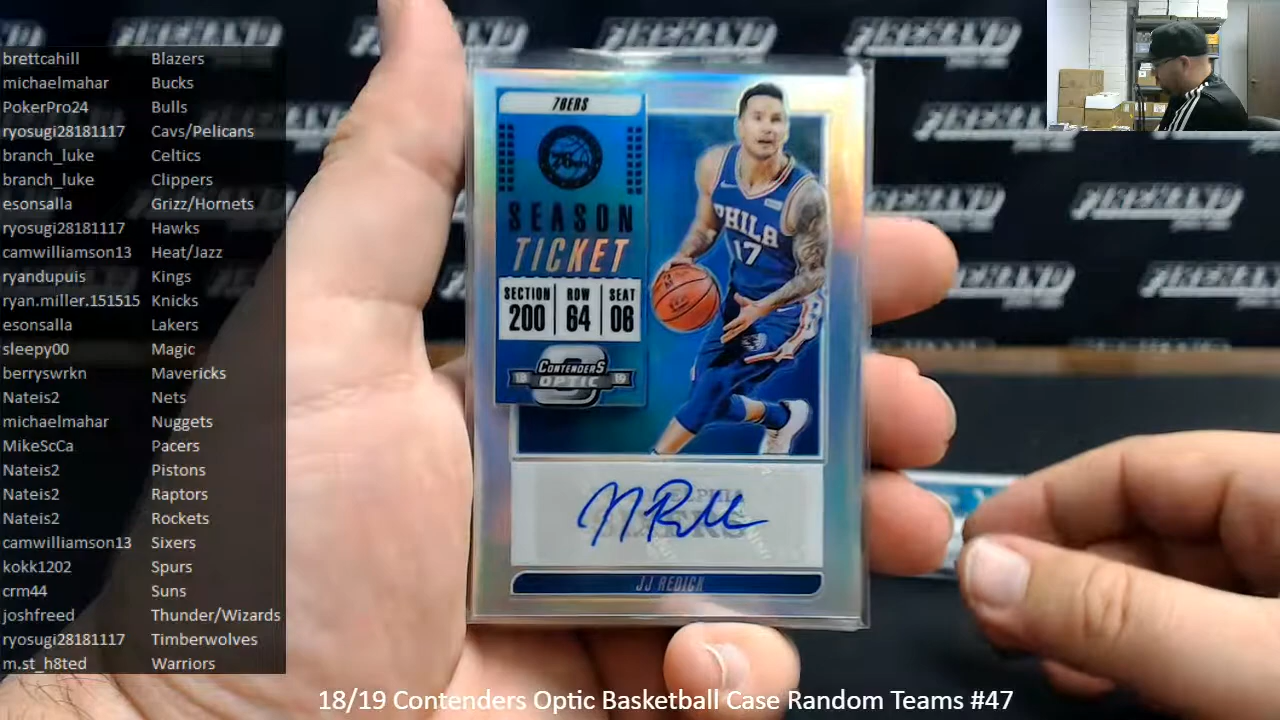 brettcahill Blazers
michaelmahar Bucks
PokerPro24 Bulls
ryosugi28181117 Cavs/Pelicans
branch_luke Celtics
branch_luke Clippers
esonsalla Grizz/Hornets
ryosugi28181117 Hawks
camwilliamson13 Heat/Jazz
ryandupuis Kings
ryan.miller.151515 Knicks
esonsalla Lakers
sleepy00 Magic
berryswrkn Mavericks
Nateis2 Nets
michaelmahar Nuggets
MikeScCa Pacers
Nateis2 Pistons
Nateis2 Raptors
Nateis2 Rockets
camwilliamson13 Sixers
kokk1202 Spurs
crm44 Suns
joshfreed Thunder/Wizards
ryosugi28181117 Timberwolves
m.st_h8ted Warriors
76ERS
76ERS
SEASON
TICKET
SECTION ROW SEAT
200 64 06
CONTENDERS
18 OPTIC 19
PHILA
17
JJ REDICK
18/19 Contenders Optic Basketball Case Random Teams #47